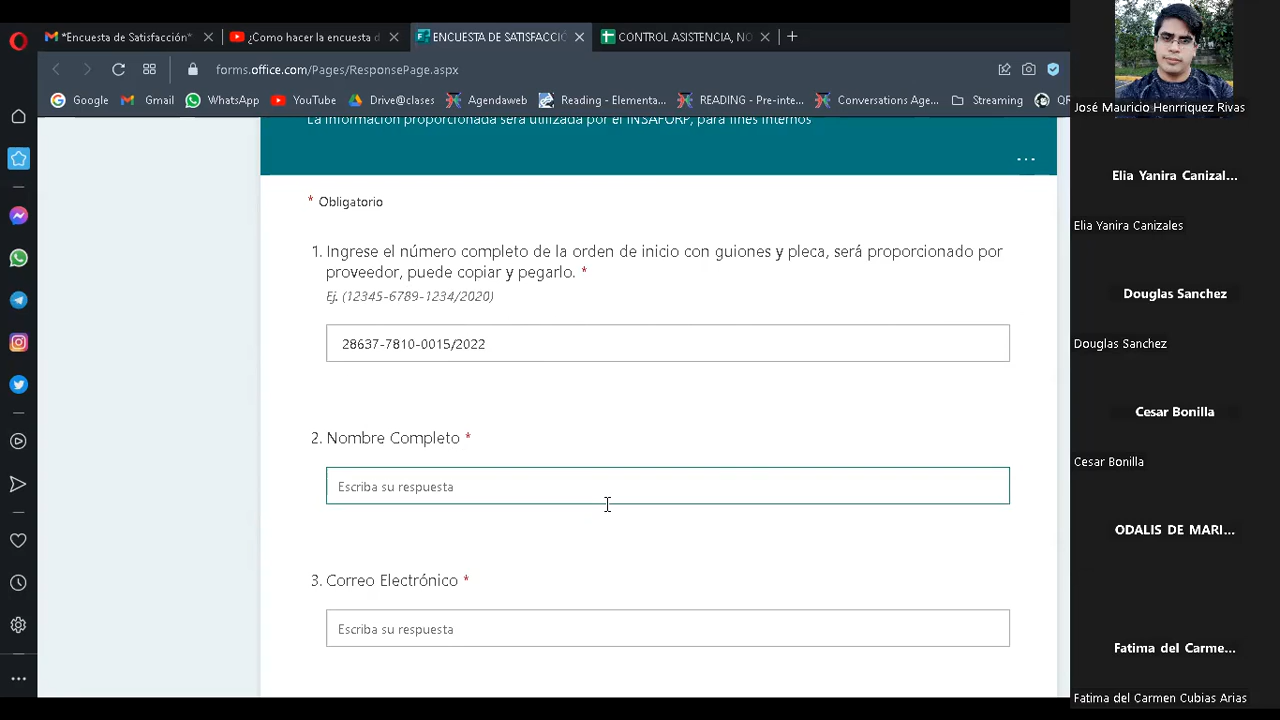 *Encuesta de Satisfacción*
¿Como hacer la encuesta d
ENCUESTA DE SATISFACCIÓ
CONTROL ASISTENCIA, NO
forms.office.com/Pages/ResponsePage.aspx
Google
Gmail
WhatsApp
YouTube
Drive@clases
Agendaweb
Reading - Elementa...
READING - Pre-inte...
Conversations Age...
Streaming
QR
La información proporcionada será utilizada por el INSAFORP, para fines internos
...
* Obligatorio
1. Ingrese el número completo de la orden de inicio con guiones y pleca, será proporcionado por
proveedor, puede copiar y pegarlo. *
Ej. (12345-6789-1234/2020)
28637-7810-0015/2022
2. Nombre Completo *
Escriba su respuesta
3. Correo Electrónico *
Escriba su respuesta
José Mauricio Henrriquez Rivas
Elia Yanira Canizal...
Elia Yanira Canizales
Douglas Sanchez
Douglas Sanchez
Cesar Bonilla
Cesar Bonilla
ODALIS DE MARI...
Fatima del Carme...
Fatima del Carmen Cubias Arias